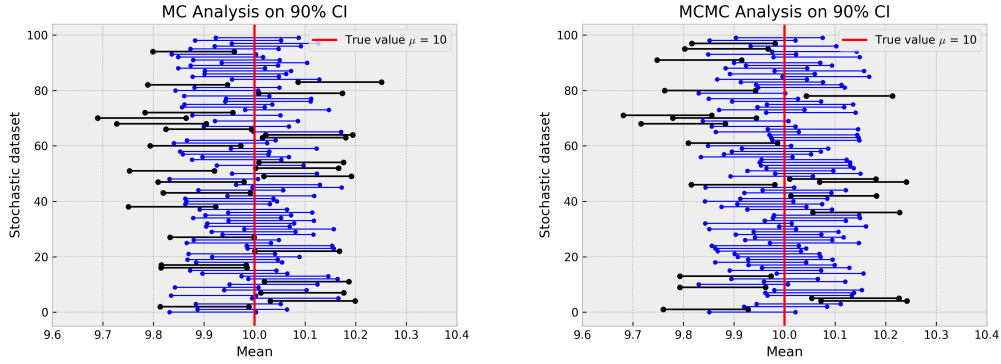 MC Analysis on 90% CI
True value μ = 10
Stochastic dataset
100
80
60
40
20
0
9.6 9.7 9.8 9.9 10.0 10.1 10.2 10.3 10.4
Mean
MCMC Analysis on 90% CI
True value μ = 10
Stochastic dataset
100
80
60
40
20
0
9.6 9.7 9.8 9.9 10.0 10.1 10.2 10.3 10.4
Mean